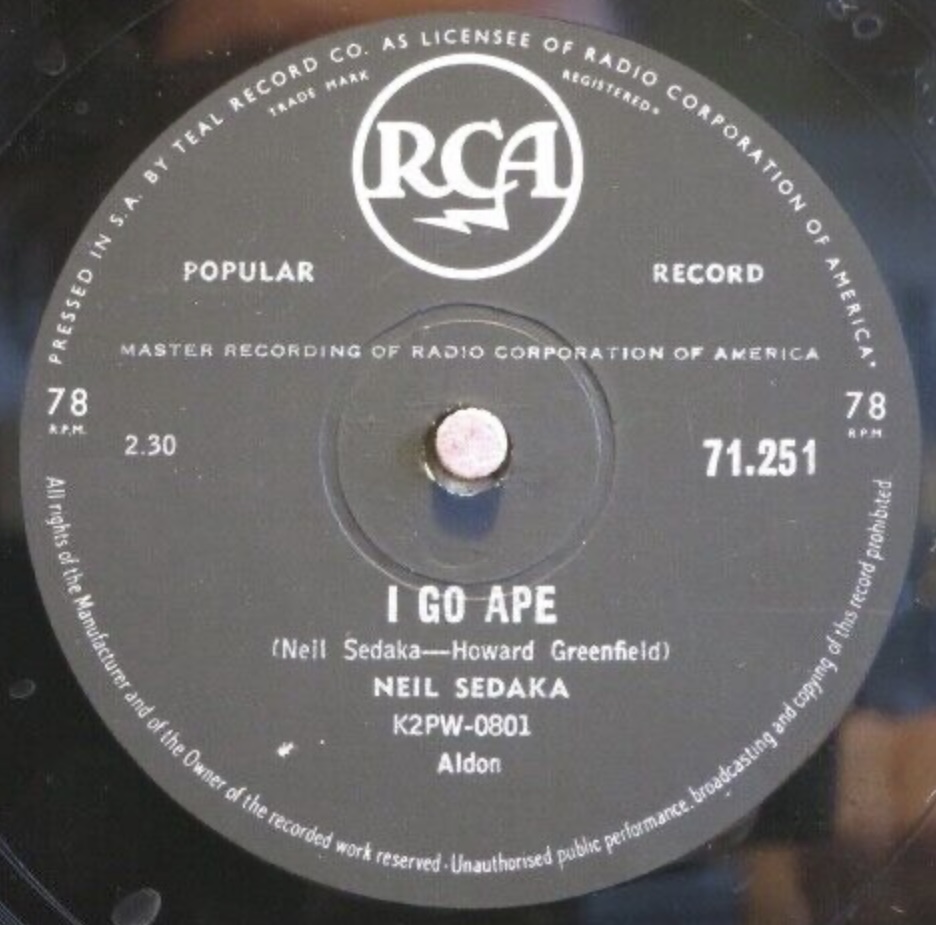 PRESSED IN S.A. BY TEAL RECORD CO. AS LICENSEE OF RADIO CORPORATION OF AMERICA
TRADE MARK REGISTERED
RCA
POPULAR RECORD
MASTER RECORDING OF RADIO CORPORATION OF AMERICA
78 78
R.P.M. R.P.M.
2.30 71.251
I GO APE
(Neil Sedaka—Howard Greenfield)
NEIL SEDAKA
K2PW-0801
Aldon
All rights of the Manufacturer and of the Owner of the recorded work reserved · Unauthorised public performance, broadcasting and copying of this record prohibited